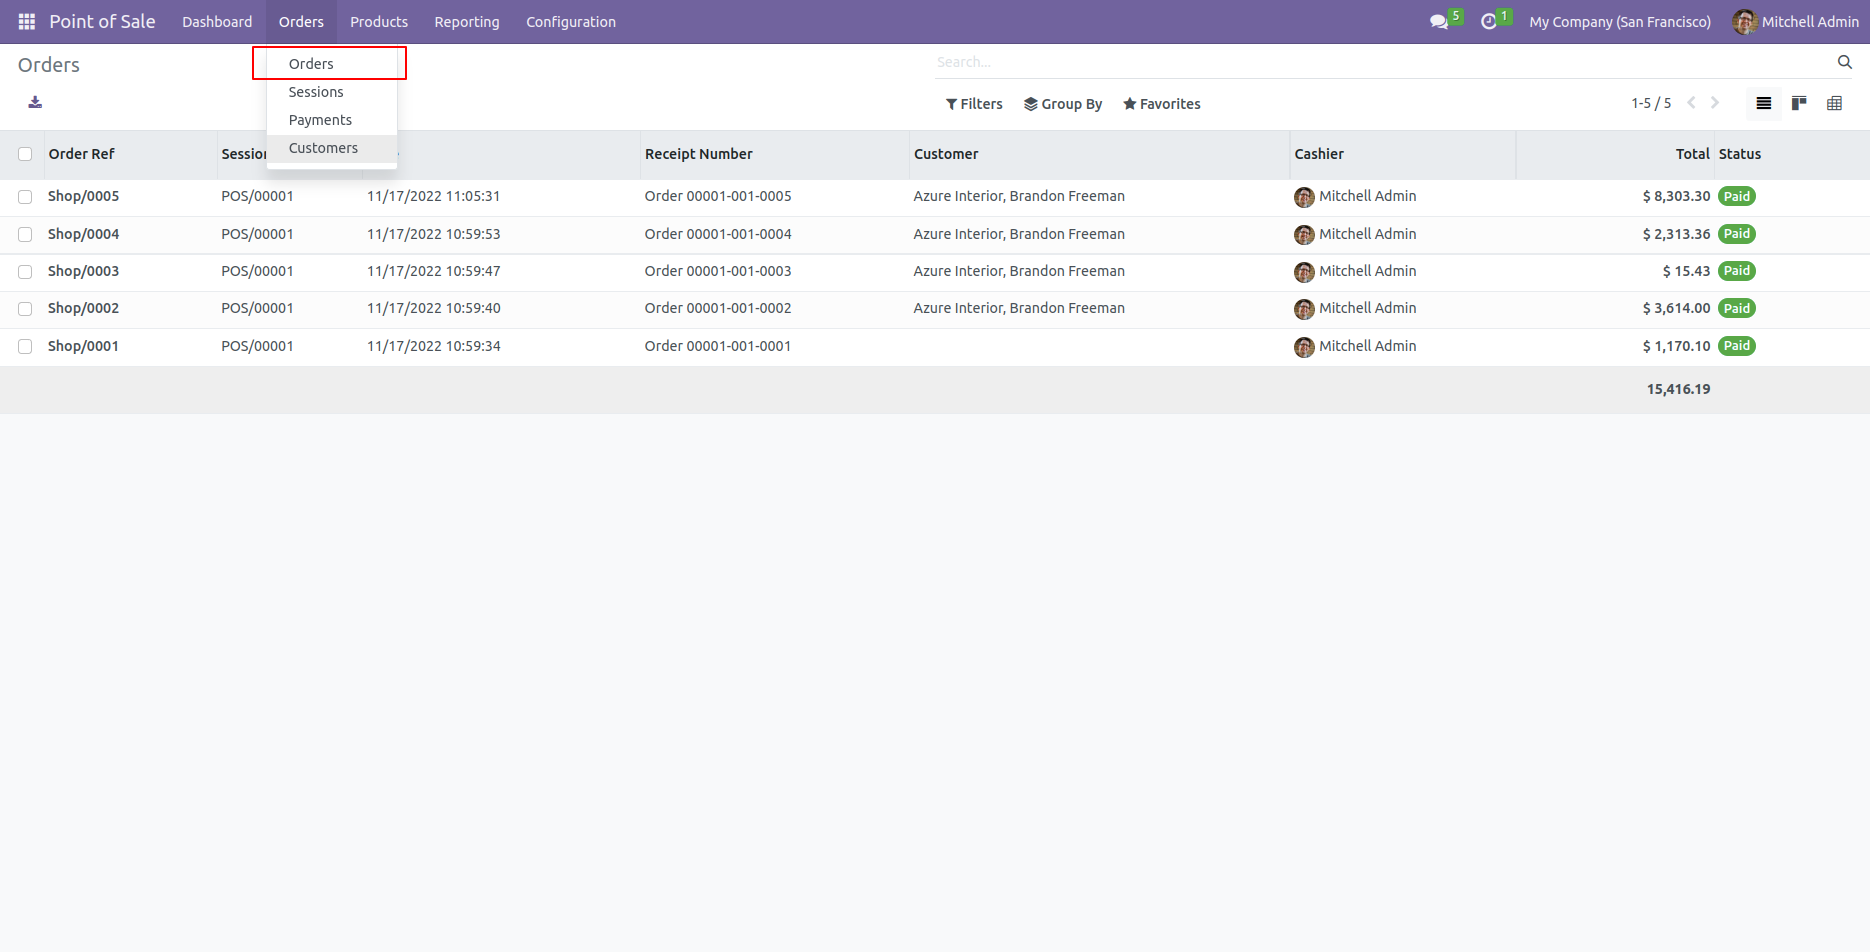 Point of Sale Dashboard Orders Products Reporting Configuration 5 1 My Company (San Francisco) Mitchell Admin
Orders
Search...
Orders
Sessions
Payments
Customers
Filters Group By Favorites 1-5 / 5
Order Ref Session Receipt Number Customer Cashier Total Status
Shop/0005 POS/00001 11/17/2022 11:05:31 Order 00001-001-0005 Azure Interior, Brandon Freeman Mitchell Admin $ 8,303.30 Paid
Shop/0004 POS/00001 11/17/2022 10:59:53 Order 00001-001-0004 Azure Interior, Brandon Freeman Mitchell Admin $ 2,313.36 Paid
Shop/0003 POS/00001 11/17/2022 10:59:47 Order 00001-001-0003 Azure Interior, Brandon Freeman Mitchell Admin $ 15.43 Paid
Shop/0002 POS/00001 11/17/2022 10:59:40 Order 00001-001-0002 Azure Interior, Brandon Freeman Mitchell Admin $ 3,614.00 Paid
Shop/0001 POS/00001 11/17/2022 10:59:34 Order 00001-001-0001 Mitchell Admin $ 1,170.10 Paid
15,416.19